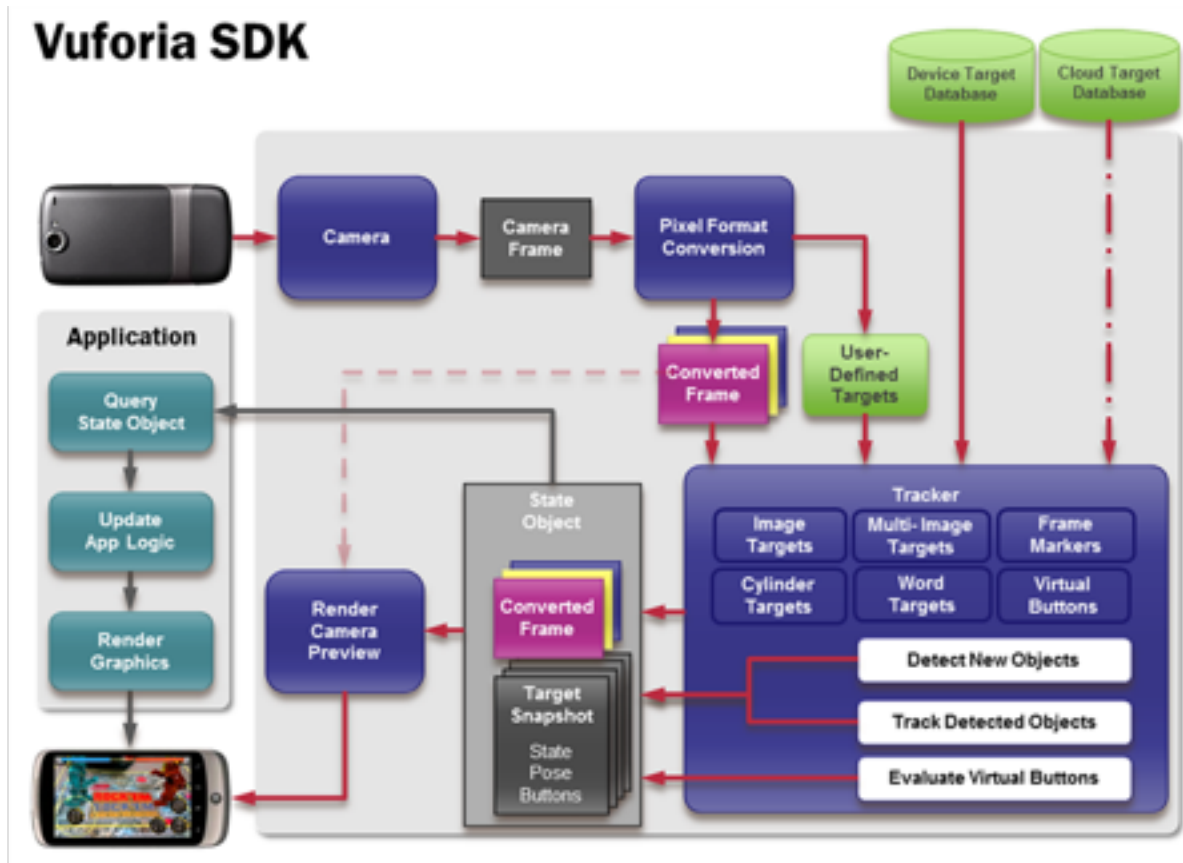 Vuforia SDK
Device Target
Database
Cloud Target
Database
Camera
Camera
Frame
Pixel Format
Conversion
Application
Query
State Object
Update
App Logic
Render
Graphics
Converted
Frame
User-
Defined
Targets
Render
Camera
Preview
State
Object
Converted
Frame
Target
Snapshot
State
Pose
Buttons
Tracker
Image
Targets
Multi-Image
Targets
Frame
Markers
Cylinder
Targets
Word
Targets
Virtual
Buttons
Detect New Objects
Track Detected Objects
Evaluate Virtual Buttons